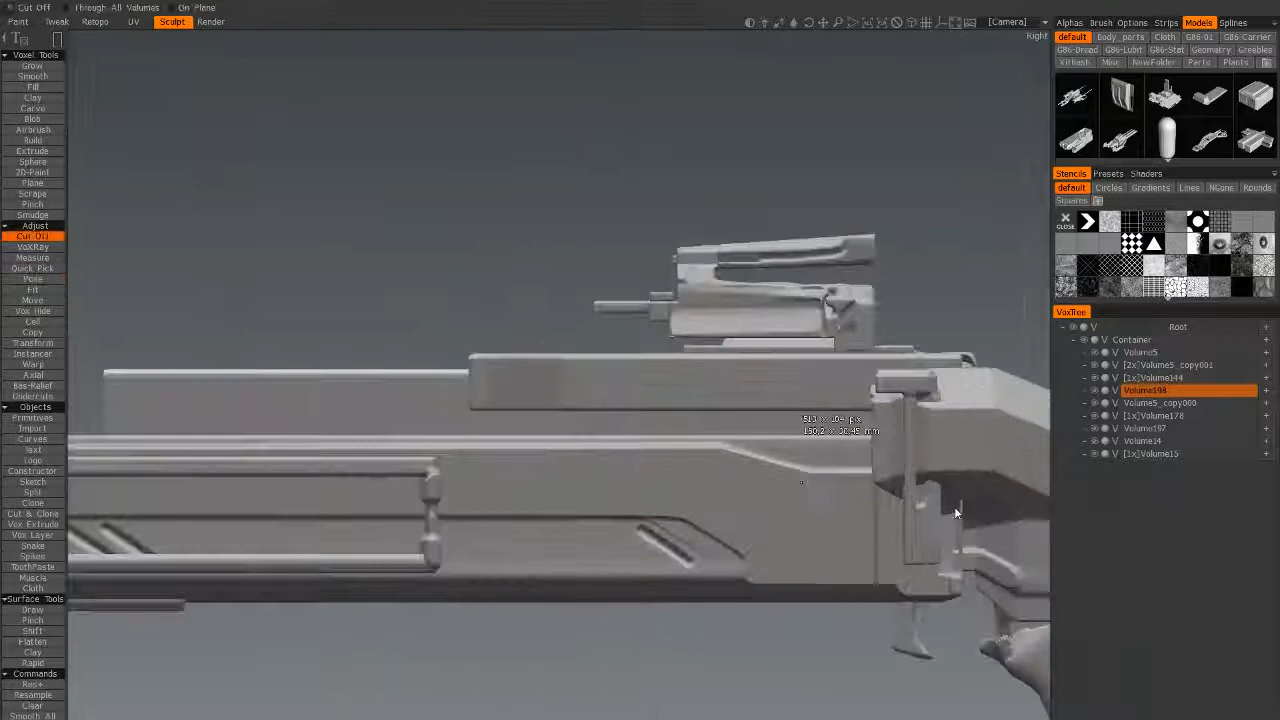 Cut Off Through All Volumes On Plane
Paint Tweak Retopo UV Sculpt Render [Camera]
Right
Voxel Tools
Grow
Smooth
Fill
Clay
Carve
Blob
Airbrush
Build
Extrude
Sphere
2D-Paint
Plane
Scrape
Pinch
Smudge
Adjust
Cut Off
VoXRay
Measure
Quick Pick
Pose
Fit
Move
Vox Hide
Cell
Copy
Transform
Instancer
Warp
Axial
Bas-Relief
Undercuts
Objects
Primitives
Import
Curves
Text
Logo
Constructor
Sketch
Split
Clone
Cut & Clone
Vox Extrude
Vox Layer
Snake
Spikes
ToothPaste
Muscle
Cloth
Surface Tools
Draw
Pinch
Shift
Flatten
Clay
Rapid
Commands
Res+
Resample
Clear
Smooth All
Alphas Brush Options Strips Models Splines
default Body_parts Cloth G86-01 G86-Carrier
G86-Dread G86-Lubit G86-Stat Geometry Greebles
Kitbash Misc New Folder Parts Plants
Stencils Presets Shaders
default Circles Gradients Lines NEons Rounds
Squares
CLOSE
VoxTree
V Root +
V Container +
V Volume5 +
V [2x]Volume5_copy001 +
V [1x]Volume144 +
V Volume198 +
V Volume5_copy000 +
V [1x]Volume178 +
V Volume197 +
V Volume14 +
V [1x]Volume15 +